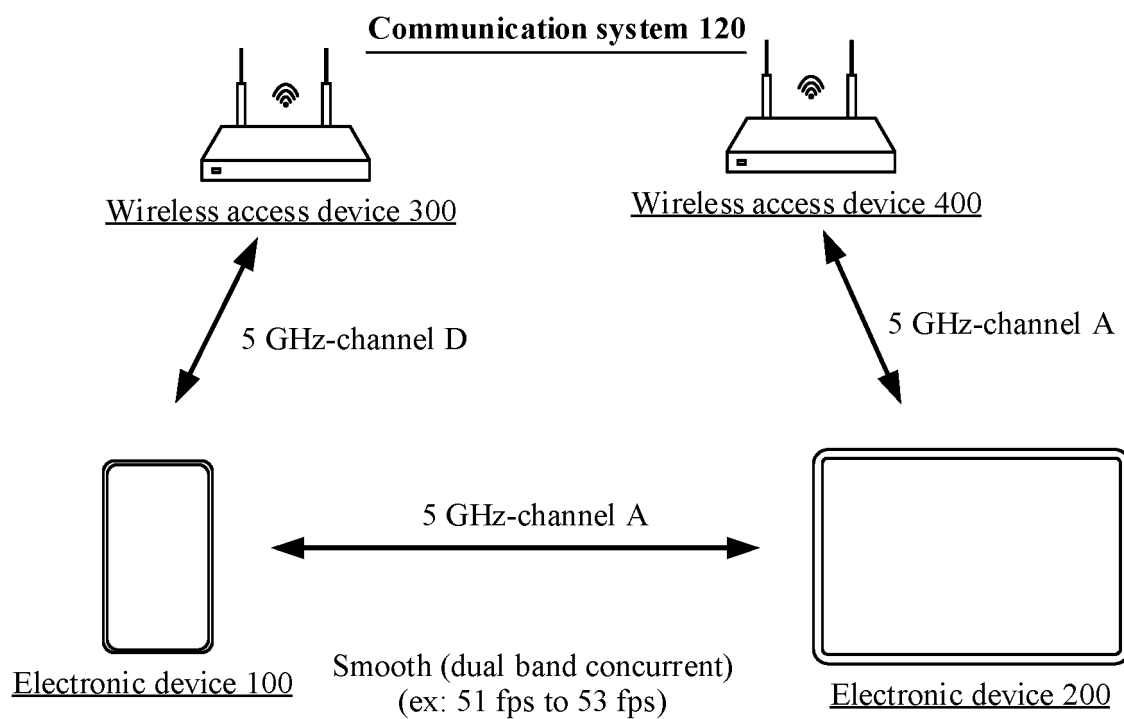 Communication system 120
Wireless access device 300
Wireless access device 400
5 GHz-channel D
5 GHz-channel A
5 GHz-channel A
Electronic device 100
Smooth (dual band concurrent)
(ex: 51 fps to 53 fps)
Electronic device 200